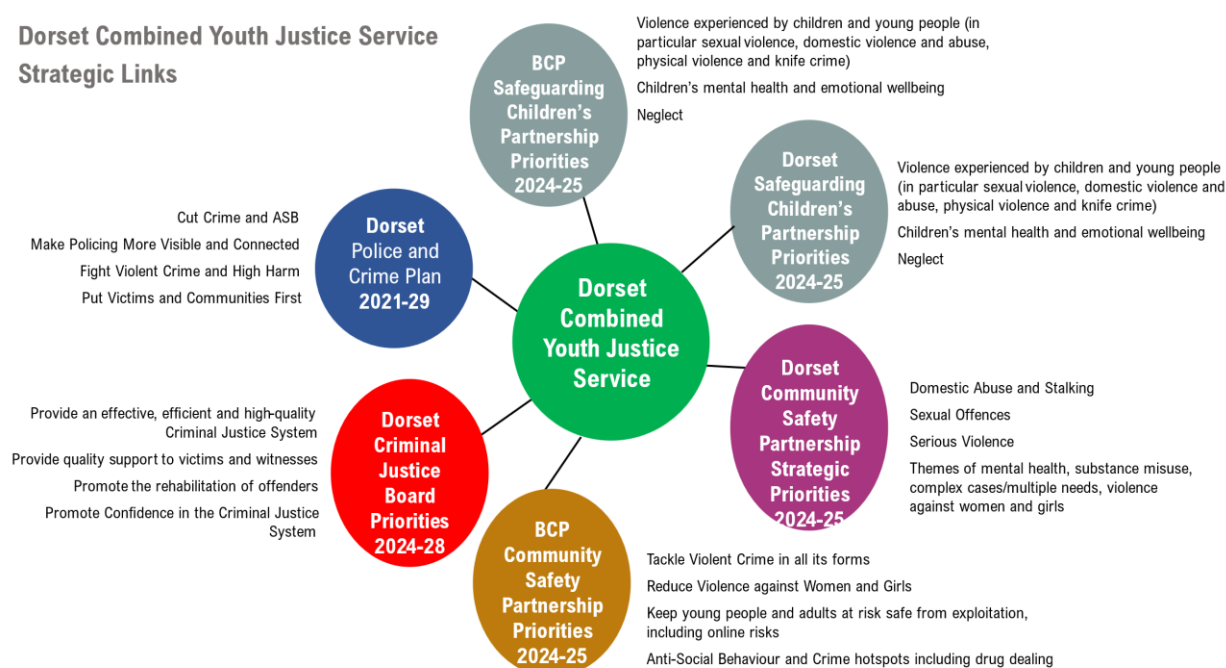 Dorset Combined Youth Justice Service
Strategic Links
BCP
Safeguarding
Children’s
Partnership
Priorities
2024-25
Violence experienced by children and young people (in
particular sexual violence, domestic violence and abuse,
physical violence and knife crime)
Children’s mental health and emotional wellbeing
Neglect
Dorset
Safeguarding
Children’s
Partnership
Priorities
2024-25
Violence experienced by children and young people
(in particular sexual violence, domestic violence and
abuse, physical violence and knife crime)
Children’s mental health and emotional wellbeing
Neglect
Cut Crime and ASB
Make Policing More Visible and Connected
Fight Violent Crime and High Harm
Put Victims and Communities First
Dorset
Police and
Crime Plan
2021-29
Dorset
Combined
Youth Justice
Service
Dorset
Community
Safety
Partnership
Strategic
Priorities
2024-25
Domestic Abuse and Stalking
Sexual Offences
Serious Violence
Themes of mental health, substance misuse,
complex cases/multiple needs, violence
against women and girls
Provide an effective, efficient and high-quality
Criminal Justice System
Provide quality support to victims and witnesses
Promote the rehabilitation of offenders
Promote Confidence in the Criminal Justice
System
Dorset
Criminal
Justice
Board
Priorities
2024-28
BCP
Community
Safety
Partnership
Priorities
2024-25
Tackle Violent Crime in all its forms
Reduce Violence against Women and Girls
Keep young people and adults at risk safe from exploitation,
including online risks
Anti-Social Behaviour and Crime hotspots including drug dealing